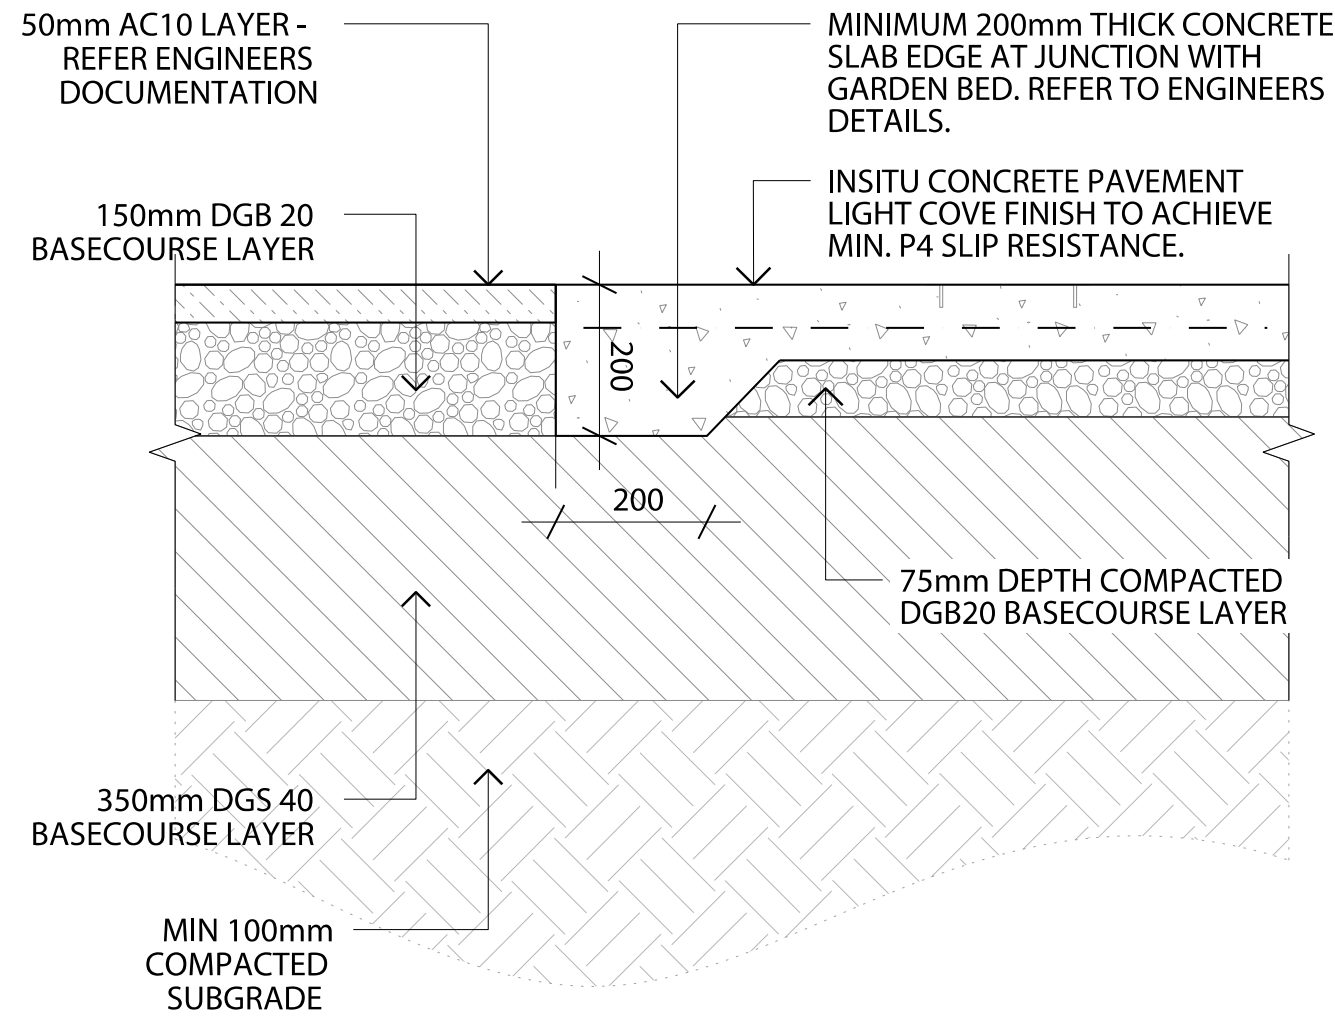 50mm AC10 LAYER -
REFER ENGINEERS
DOCUMENTATION
MINIMUM 200mm THICK CONCRETE
SLAB EDGE AT JUNCTION WITH
GARDEN BED. REFER TO ENGINEERS
DETAILS.
INSITU CONCRETE PAVEMENT
LIGHT COVE FINISH TO ACHIEVE
MIN. P4 SLIP RESISTANCE.
150mm DGB 20
BASECOURSE LAYER
200
200
75mm DEPTH COMPACTED
DGB20 BASECOURSE LAYER
350mm DGS 40
BASECOURSE LAYER
MIN 100mm
COMPACTED
SUBGRADE